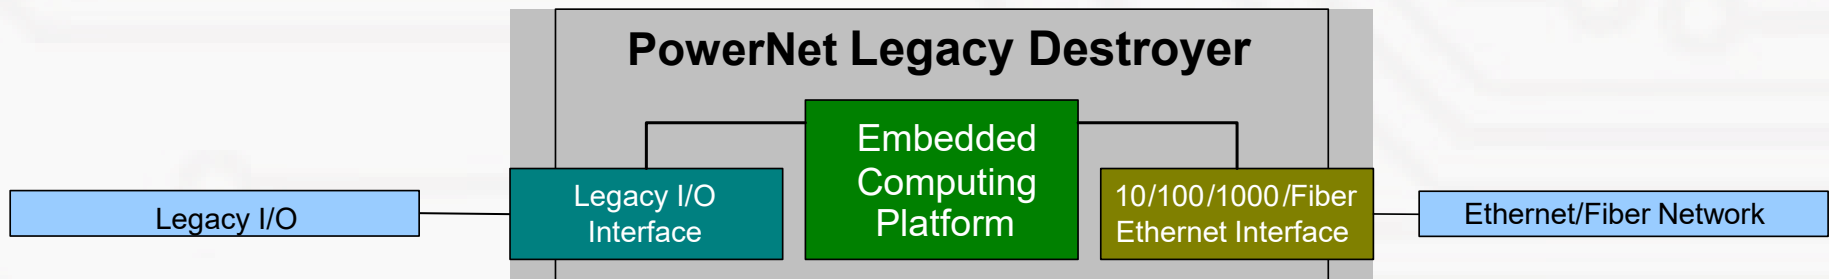 PowerNet Legacy Destroyer
Legacy I/O
Legacy I/O
Interface
Embedded
Computing
Platform
10/100/1000/Fiber
Ethernet Interface
Ethernet/Fiber Network